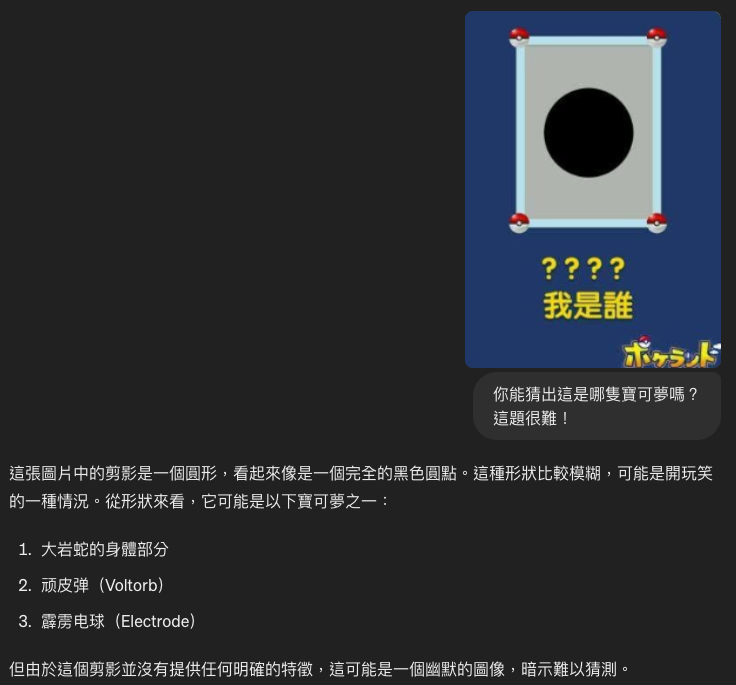 ????
我是誰
ポケランド
你能猜出這是哪隻寶可夢嗎？
這題很難！
這張圖片中的剪影是一個圓形，看起來像是一個完全的黑色圓點。這種形狀比較模糊，可能是開玩笑
的一種情況。從形狀來看，它可能是以下寶可夢之一：
1. 大岩蛇的身體部分
2. 顽皮弹（Voltorb）
3. 霹雳电球（Electrode）
但由於這個剪影並沒有提供任何明確的特徵，這可能是一個幽默的圖像，暗示難以猜測。